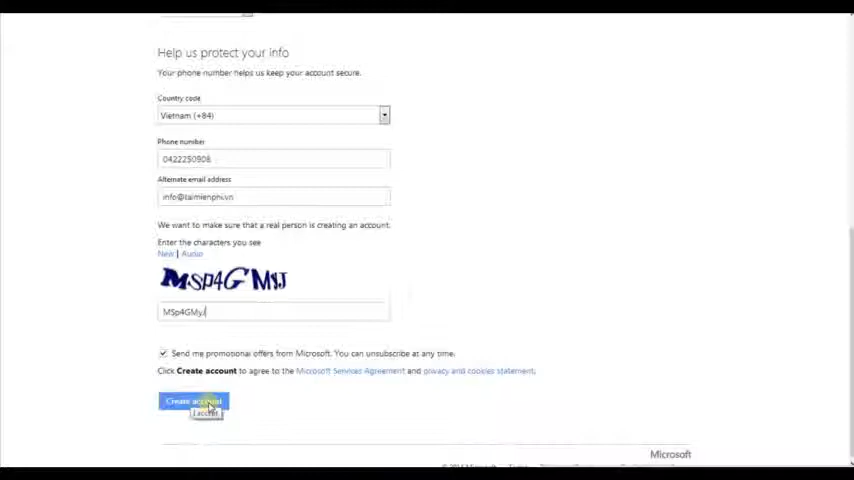 Help us protect your info
Your phone number helps us keep your account secure.
Country code
Vietnam (+84)
Phone number
0422250908
Alternate email address
info@taimienphi.vn
We want to make sure that a real person is creating an account.
Enter the characters you see
New | Audio
MSp4GMyJ
MSp4GMyJ
Send me promotional offers from Microsoft. You can unsubscribe at any time.
Click Create account to agree to the Microsoft Services Agreement and privacy and cookies statement.
Create account
I accept
Microsoft